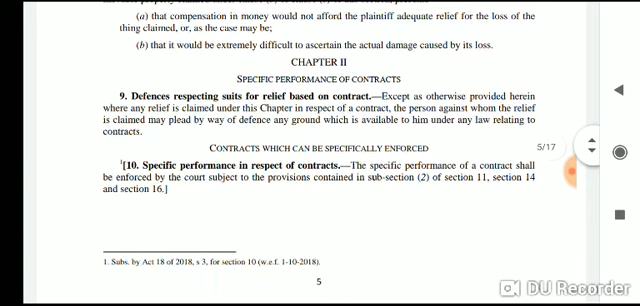 (a) that compensation in money would not afford the plaintiff adequate relief for the loss of the
thing claimed, or, as the case may be;
(b) that it would be extremely difficult to ascertain the actual damage caused by its loss.
CHAPTER II
SPECIFIC PERFORMANCE OF CONTRACTS
9. Defences respecting suits for relief based on contract.—Except as otherwise provided herein
where any relief is claimed under this Chapter in respect of a contract, the person against whom the relief
is claimed may plead by way of defence any ground which is available to him under any law relating to
contracts.
CONTRACTS WHICH CAN BE SPECIFICALLY ENFORCED
5/17
1[10. Specific performance in respect of contracts.—The specific performance of a contract shall
be enforced by the court subject to the provisions contained in sub-section (2) of section 11, section 14
and section 16.]
1. Subs. by Act 18 of 2018, s 3, for section 10 (w.e.f. 1-10-2018).
5
DU Recorder